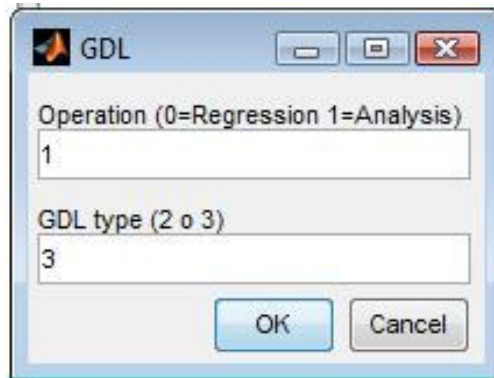 GDL
Operation (0=Regression 1=Analysis)
1
GDL type (2 o 3)
3
OK Cancel